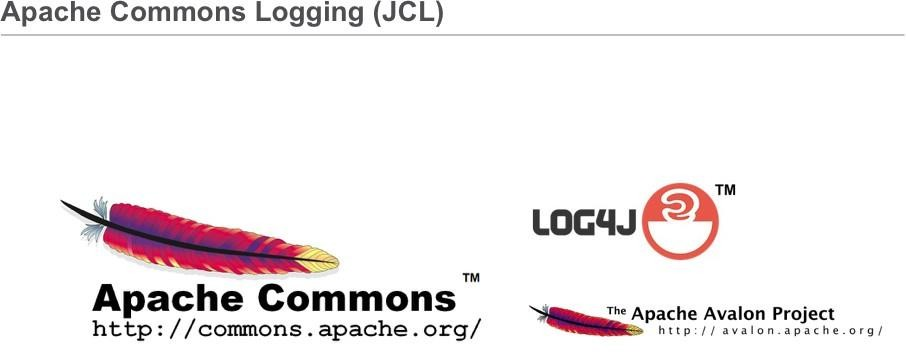 Apache Commons Logging (JCL)
LOG4J TM
Apache Commons TM
http://commons.apache.org/
The Apache Avalon Project
http://avalon.apache.org/